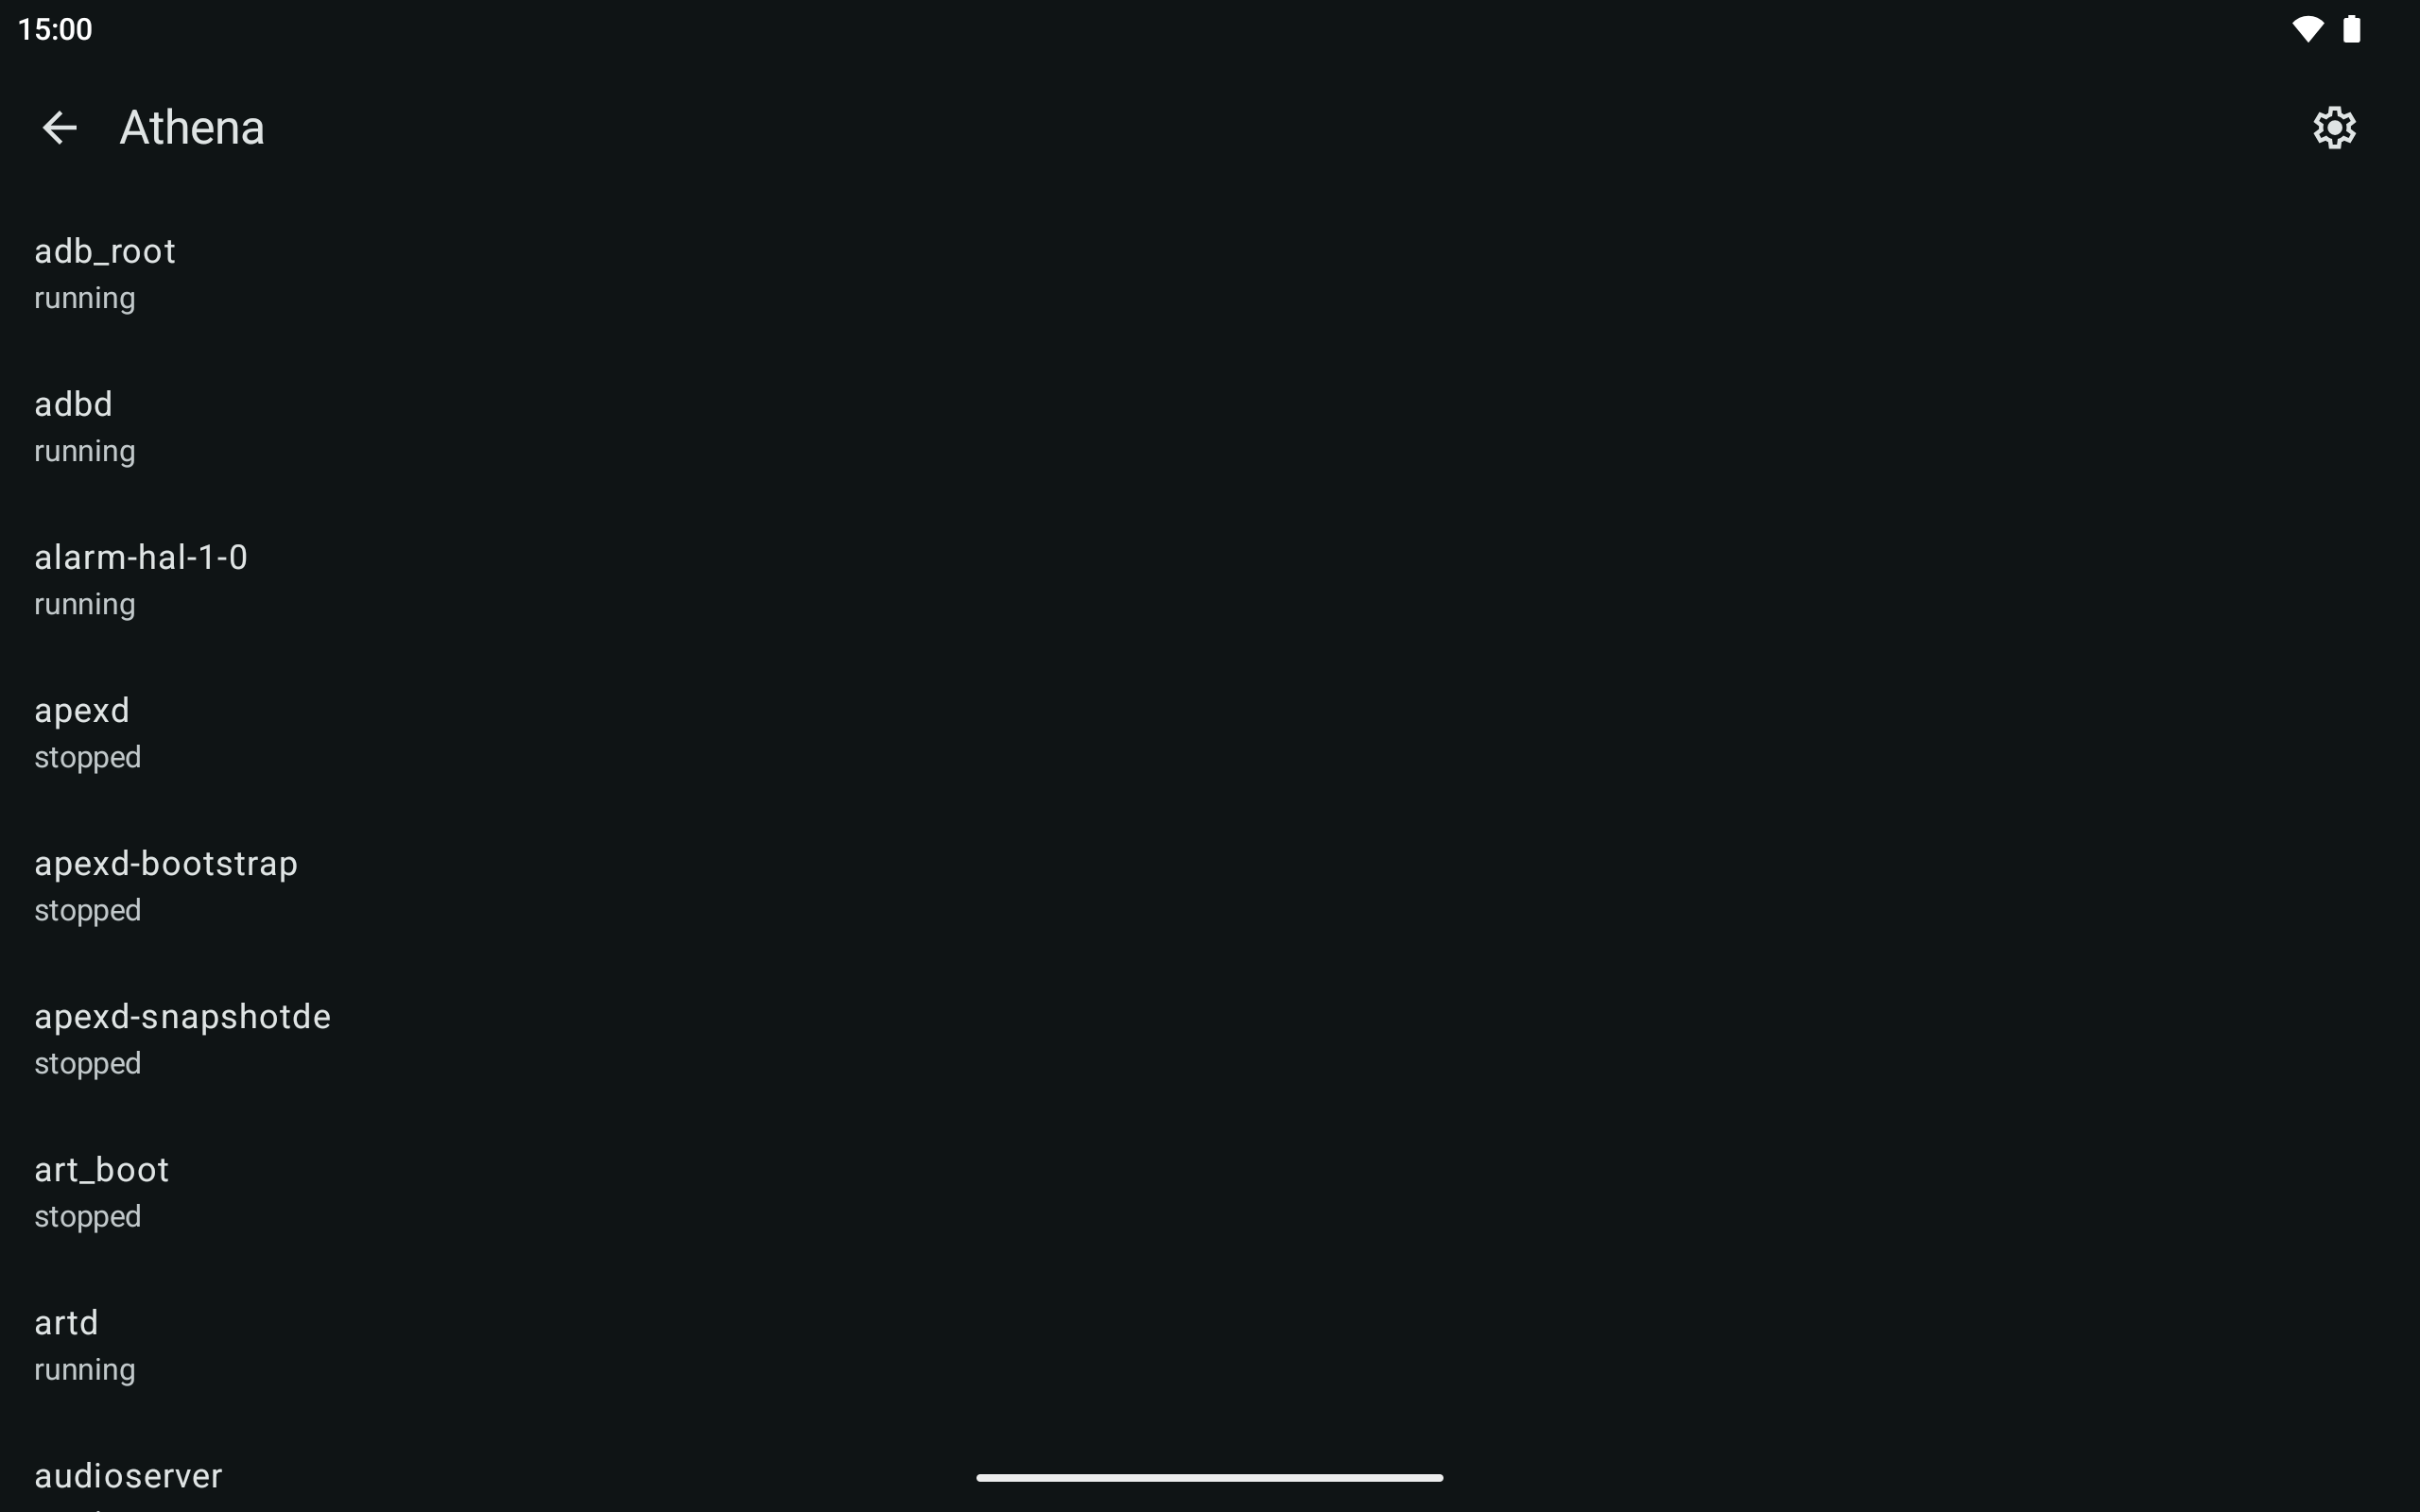 15:00
Athena
adb_root
running
adbd
running
alarm-hal-1-0
running
apexd
stopped
apexd-bootstrap
stopped
apexd-snapshotde
stopped
art_boot
stopped
artd
running
audioserver